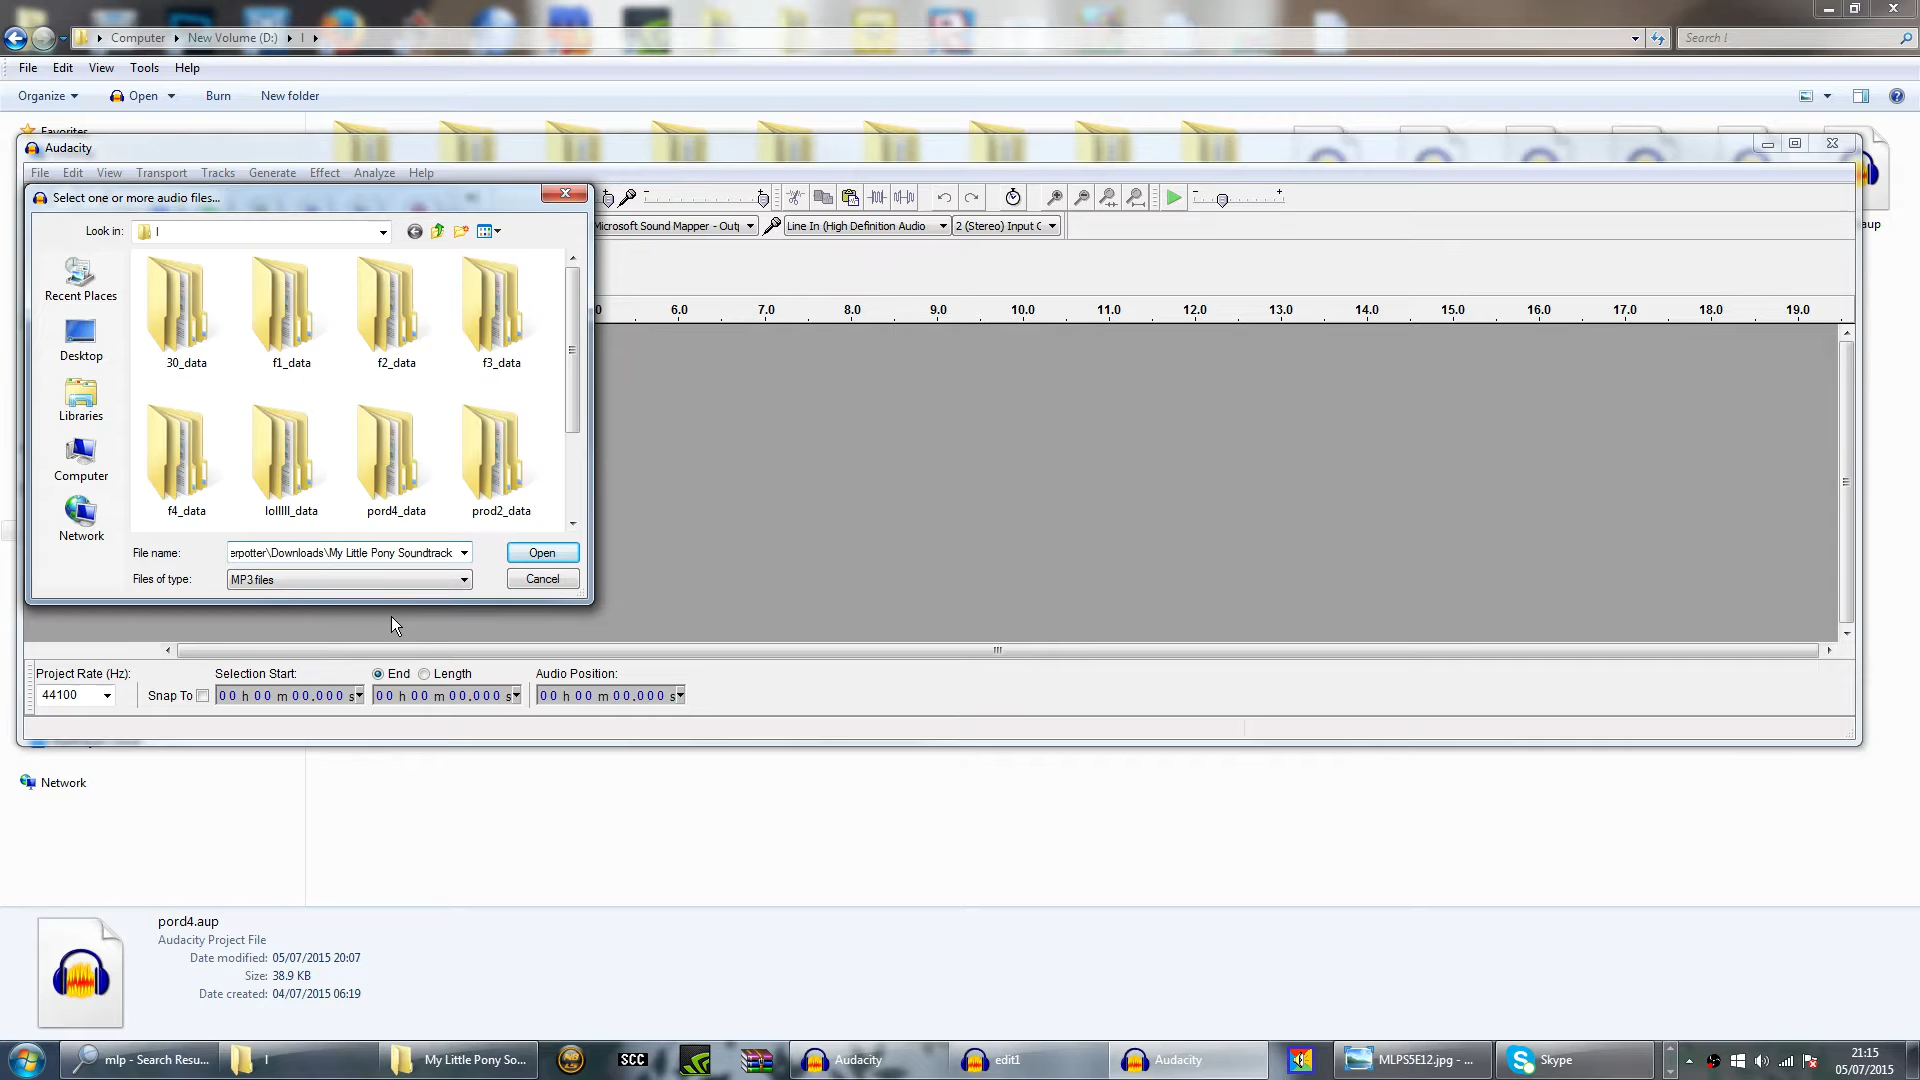 Computer
New Volume (D:)
l
Search l
File Edit View Tools Help
Organize Open Burn New folder
Favorites
Audacity
File Edit View Transport Tracks Generate Effect Analyze Help
Select one or more audio files...
Look in: l
Microsoft Sound Mapper - Outp
Line In (High Definition Audio
2 (Stereo) Input C
0 6.0 7.0 8.0 9.0 10.0 11.0 12.0 13.0 14.0 15.0 16.0 17.0 18.0 19.0
aup
Recent Places
Desktop
Libraries
Computer
Network
30_data f1_data f2_data f3_data
f4_data lolllll_data pord4_data prod2_data
File name: erpotter\Downloads\My Little Pony Soundtrack Open
Files of type: MP3 files Cancel
Project Rate (Hz): Selection Start: End Length Audio Position:
44100 Snap To 00 h 00 m 00.000 s 00 h 00 m 00.000 s 00 h 00 m 00.000 s
Network
pord4.aup
Audacity Project File
Date modified: 05/07/2015 20:07
Size: 38.9 KB
Date created: 04/07/2015 06:19
mlp - Search Resu...
l
My Little Pony So...
SCC
Audacity
edit1
Audacity
MLPS5E12.jpg - ...
Skype
21:15
05/07/2015